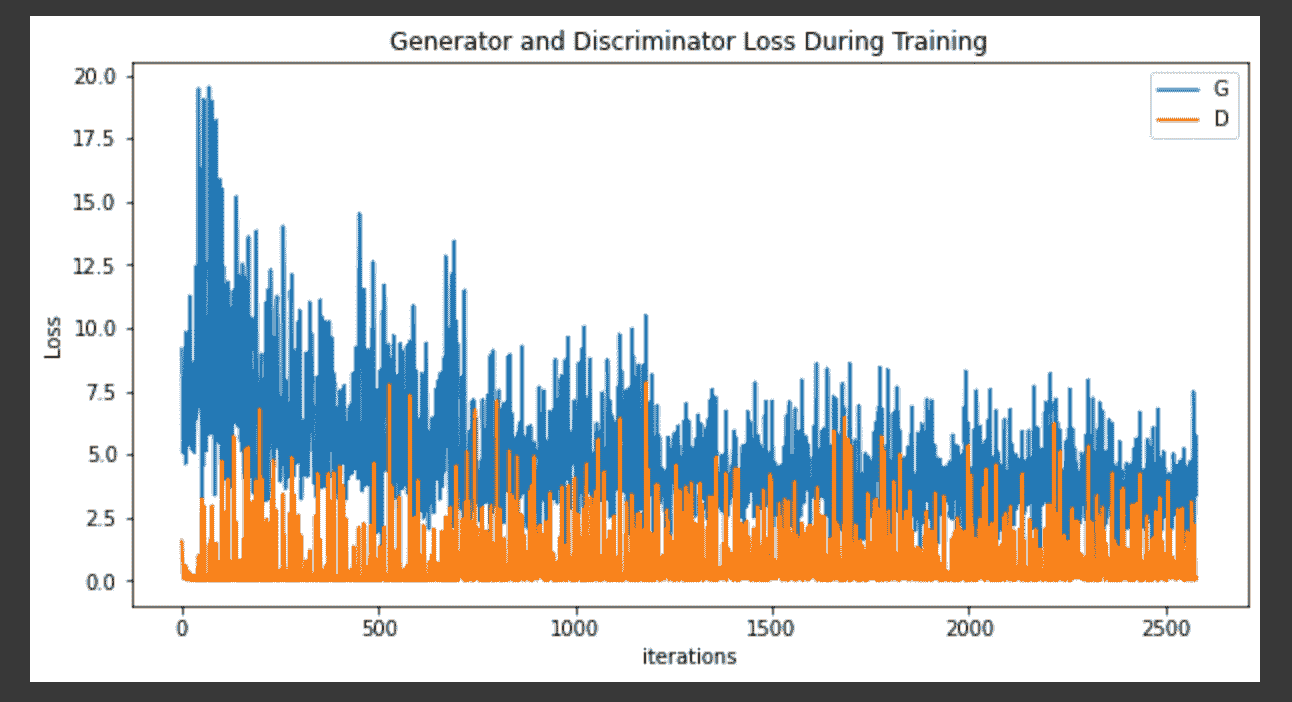 Generator and Discriminator Loss During Training
G
D
20.0
17.5
15.0
12.5
10.0
7.5
5.0
2.5
0.0
Loss
0 500 1000 1500 2000 2500
iterations